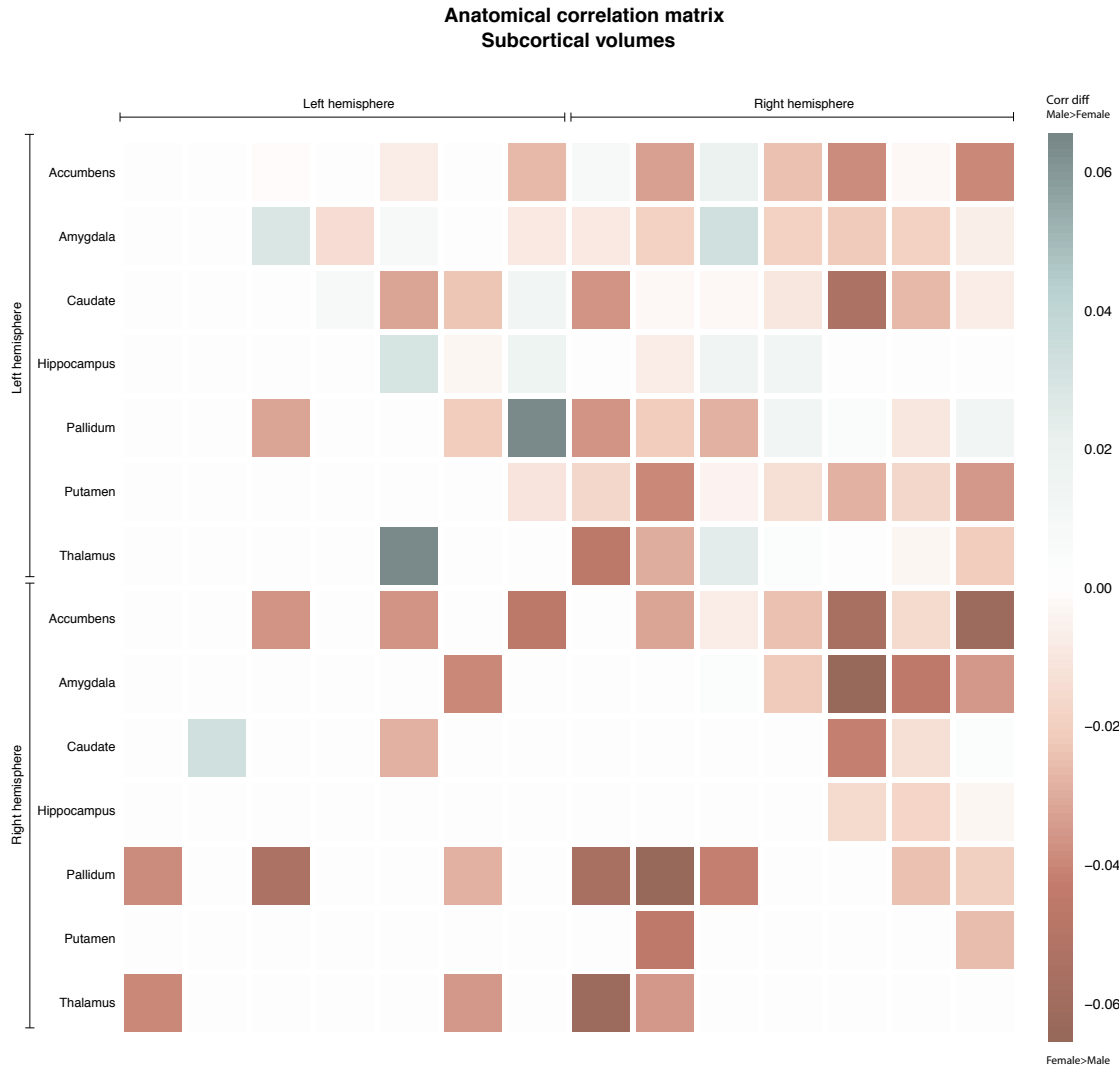 Anatomical correlation matrix
Subcortical volumes
Left hemisphere
Right hemisphere
Corr diff
Male>Female
Accumbens
Amygdala
Caudate
Hippocampus
Pallidum
Putamen
Thalamus
Left hemisphere
Accumbens
Amygdala
Caudate
Hippocampus
Pallidum
Putamen
Thalamus
Right hemisphere
0.06
0.04
0.02
0.00
−0.02
−0.04
−0.06
Female>Male